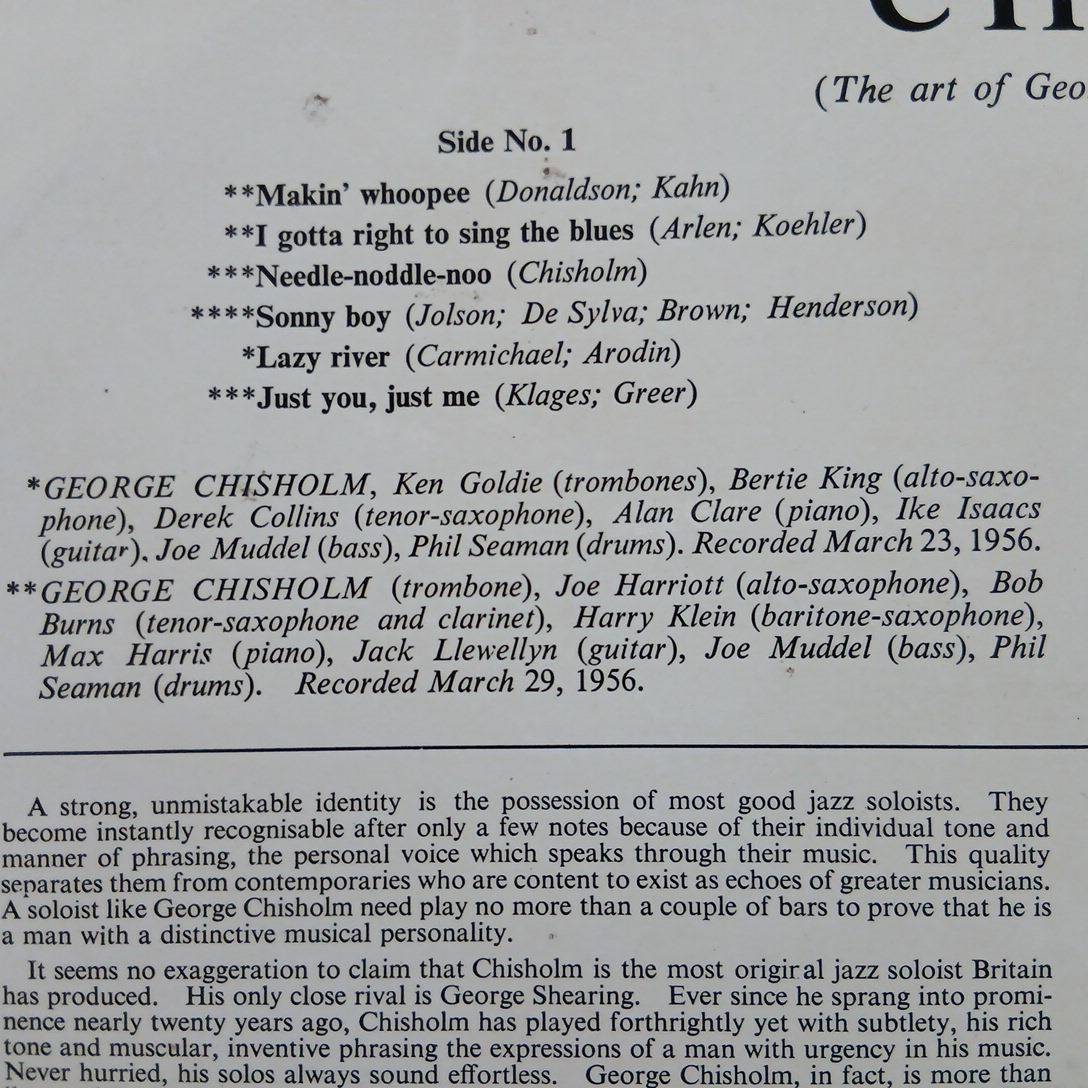 (The art of Geo
Side No. 1
**Makin' whoopee (Donaldson; Kahn)
**I gotta right to sing the blues (Arlen; Koehler)
***Needle-noddle-noo (Chisholm)
****Sonny boy (Jolson; De Sylva; Brown; Henderson)
*Lazy river (Carmichael; Arodin)
***Just you, just me (Klages; Greer)
*GEORGE CHISHOLM, Ken Goldie (trombones), Bertie King (alto-saxo-
phone), Derek Collins (tenor-saxophone), Alan Clare (piano), Ike Isaacs
(guitar). Joe Muddel (bass), Phil Seaman (drums). Recorded March 23, 1956.
**GEORGE CHISHOLM (trombone), Joe Harriott (alto-saxophone), Bob
Burns (tenor-saxophone and clarinet), Harry Klein (baritone-saxophone),
Max Harris (piano), Jack Llewellyn (guitar), Joe Muddel (bass), Phil
Seaman (drums). Recorded March 29, 1956.
A strong, unmistakable identity is the possession of most good jazz soloists. They
become instantly recognisable after only a few notes because of their individual tone and
manner of phrasing, the personal voice which speaks through their music. This quality
separates them from contemporaries who are content to exist as echoes of greater musicians.
A soloist like George Chisholm need play no more than a couple of bars to prove that he is
a man with a distinctive musical personality.
It seems no exaggeration to claim that Chisholm is the most original jazz soloist Britain
has produced. His only close rival is George Shearing. Ever since he sprang into promi-
nence nearly twenty years ago, Chisholm has played forthrightly yet with subtlety, his rich
tone and muscular, inventive phrasing the expressions of a man with urgency in his music.
Never hurried, his solos always sound effortless. George Chisholm, in fact, is more than